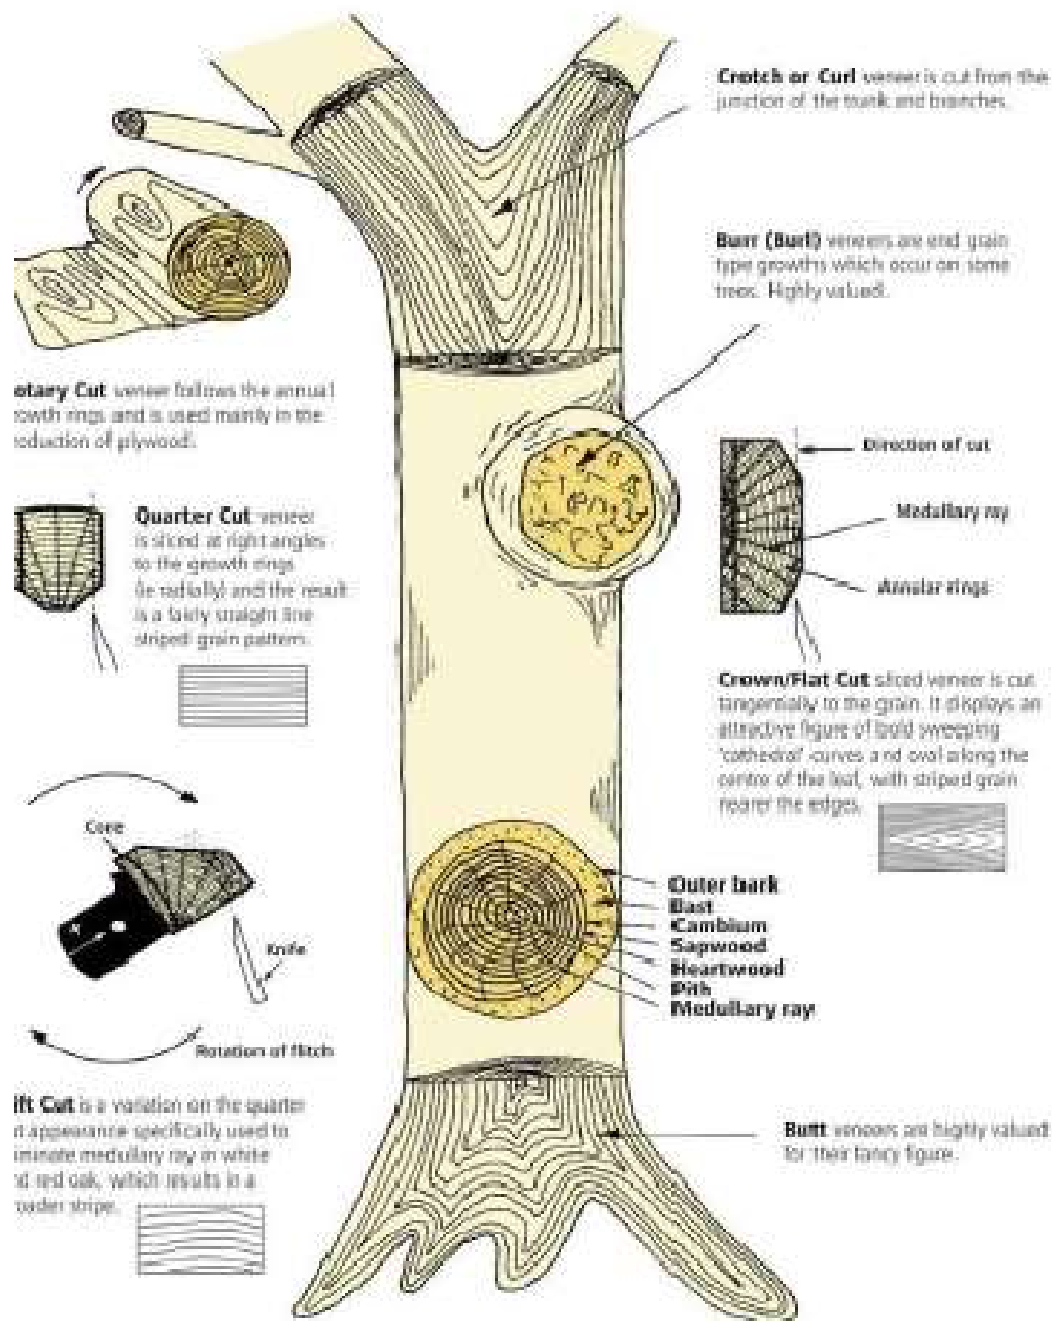 Crotch or Curl veneer is cut from the
junction of the trunk and branches.
Burr (Burl) veneers are end grain
type growths which occur on some
trees. Highly valued.
otary Cut veneer follows the annual
rowth rings and is used mainly in the
roduction of plywood.
Direction of cut
Medullary ray
Annular rings
Quarter Cut veneer
is sliced at right angles
to the growth rings
(ie radially) and the result
is a fairly straight line
striped grain pattern.
Crown/Flat Cut sliced veneer is cut
tangentially to the grain. It displays an
attractive figure of bold sweeping
'cathedral' curves and oval along the
centre of the leaf, with striped grain
nearer the edges.
Core
Knife
Rotation of flitch
Outer bark
Bast
Cambium
Sapwood
Heartwood
Pith
Medullary ray
ift Cut is a variation on the quarter
ut appearance specifically used to
iminate medullary ray in white
nd red oak, which results in a
roader stripe.
Butt veneers are highly valued
for their fancy figure.